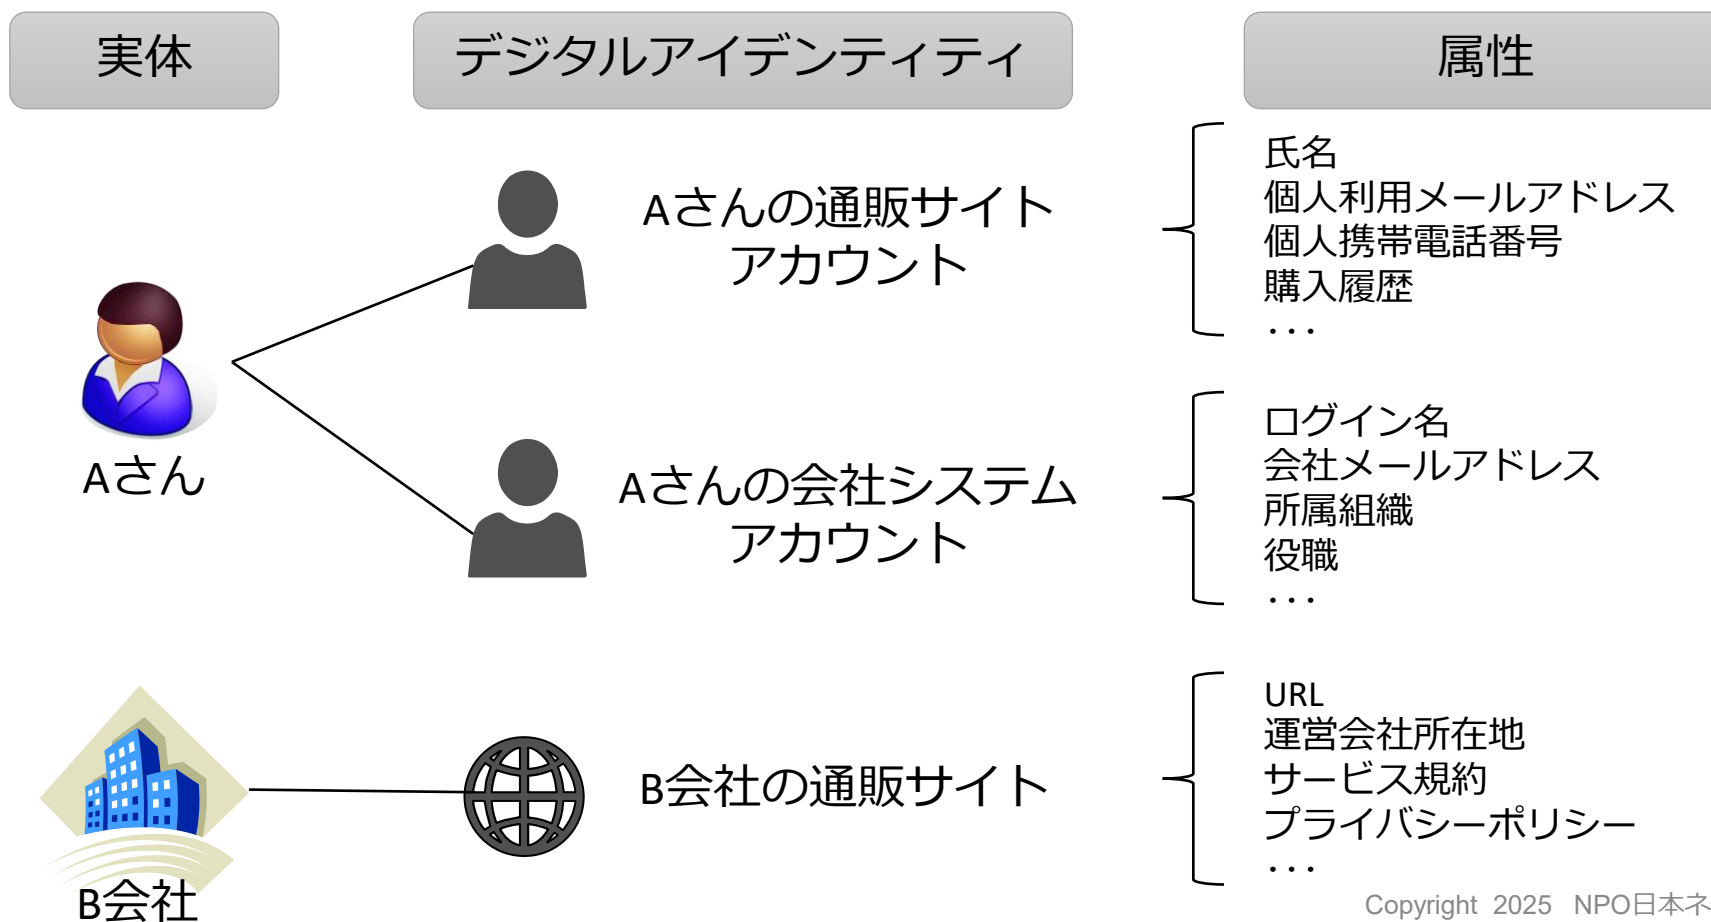 実体
デジタルアイデンティティ
属性
Aさんの通販サイト
アカウント
氏名
個人利用メールアドレス
個人携帯電話番号
購入履歴
・・・
Aさん
Aさんの会社システム
アカウント
ログイン名
会社メールアドレス
所属組織
役職
・・・
B会社
B会社の通販サイト
URL
運営会社所在地
サービス規約
プライバシーポリシー
・・・
Copyright 2025 NPO日本ネ